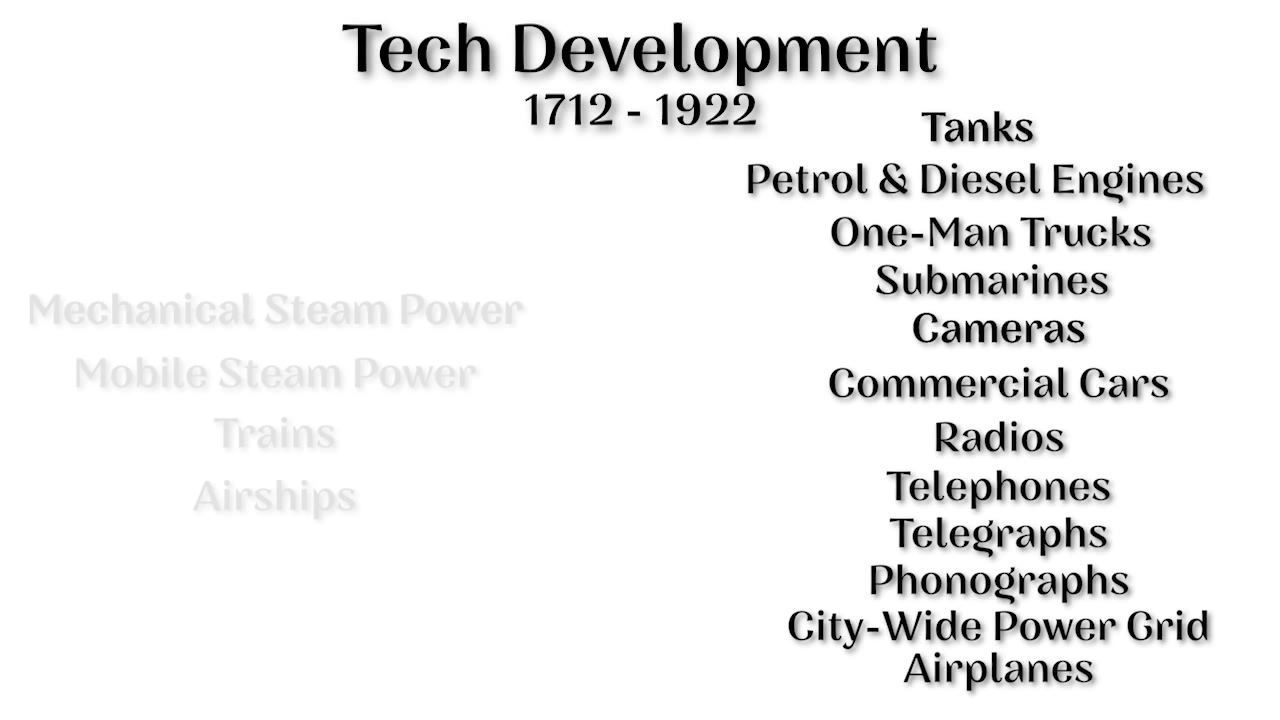 Tech Development
1712 - 1922
Mechanical Steam Power
Mobile Steam Power
Trains
Airships
Tanks
Petrol & Diesel Engines
One-Man Trucks
Submarines
Cameras
Commercial Cars
Radios
Telephones
Telegraphs
Phonographs
City-Wide Power Grid
Airplanes